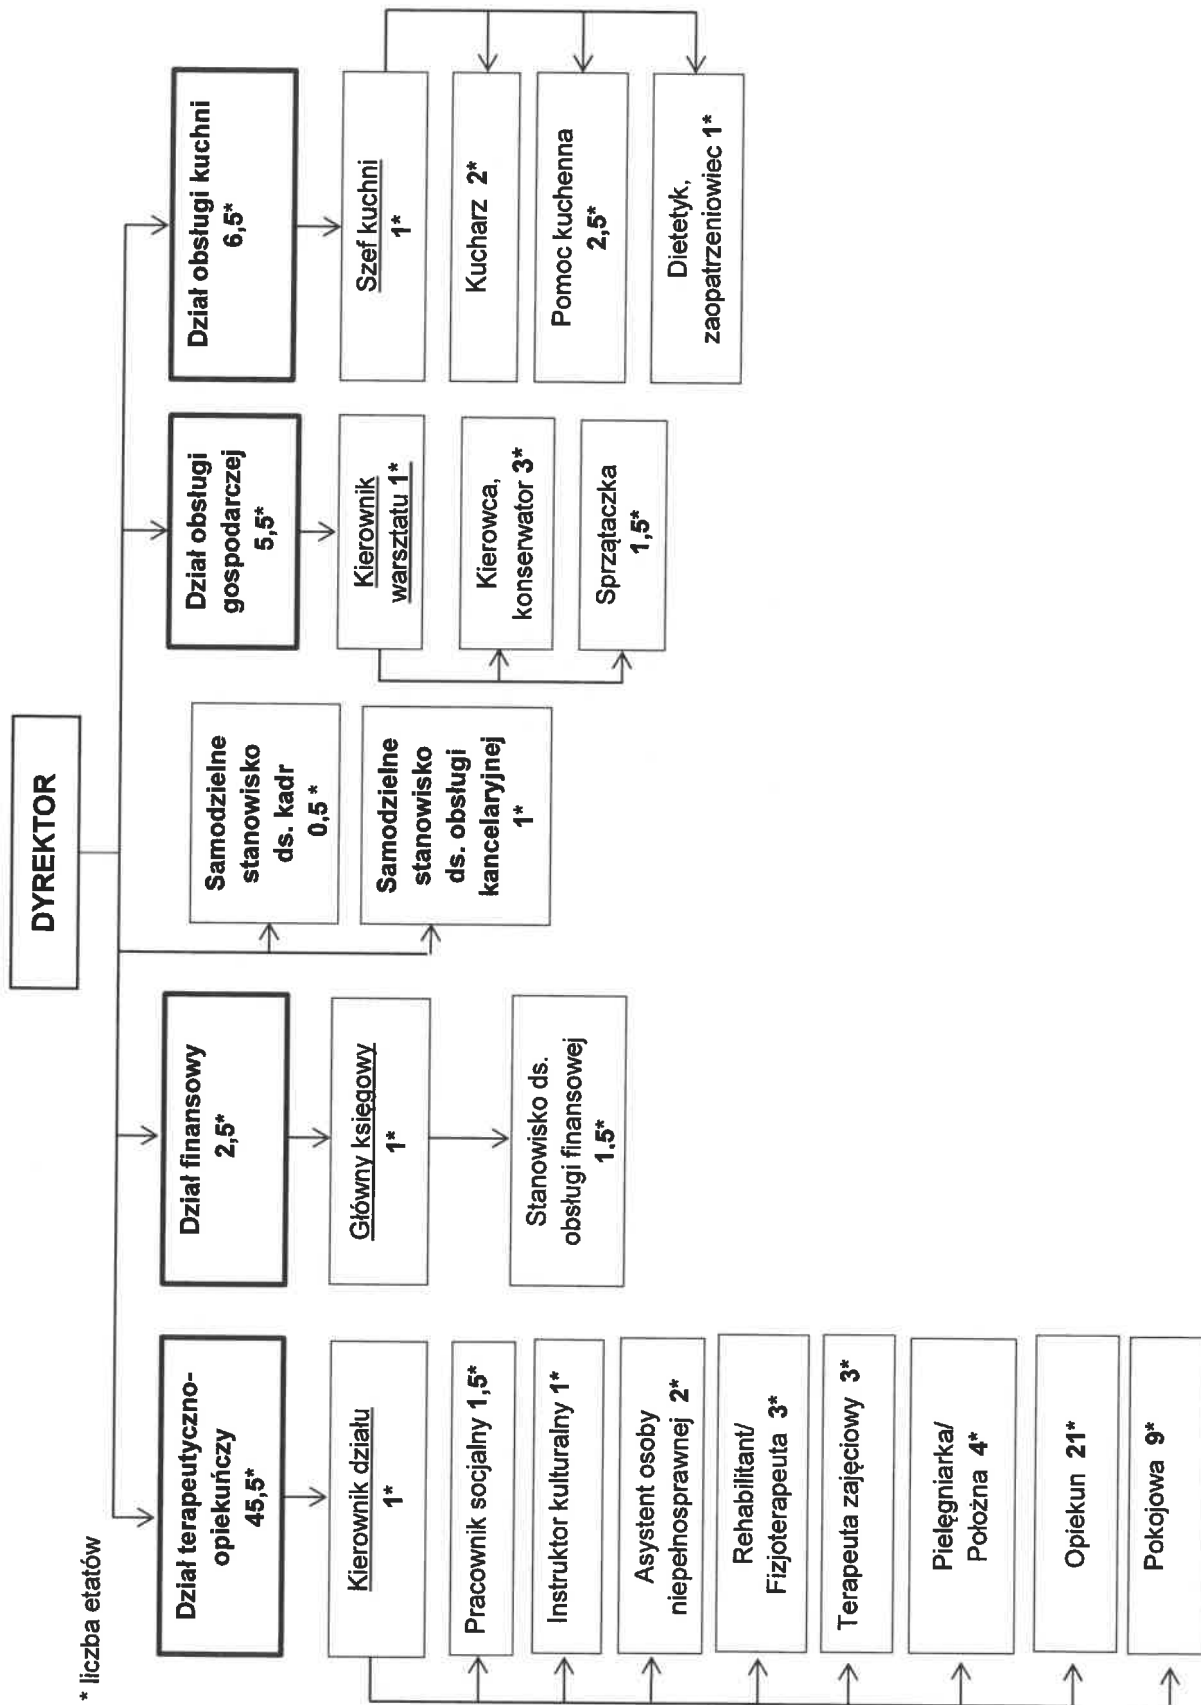 * liczba etatów
DYREKTOR
Dział terapeutyczno-
opiekuńczy
45,5*
Kierownik działu
1*
Pracownik socjalny 1,5*
Instruktor kulturalny 1*
Asystent osoby
niepełnosprawnej 2*
Rehabilitant/
Fizjoterapeuta 3*
Terapeuta zajęciowy 3*
Pielęgniarka/
Położna 4*
Opiekun 21*
Pokojowa 9*
Dział finansowy
2,5*
Główny księgowy
1*
Stanowisko ds.
obsługi finansowej
1.5*
Samodzielne
stanowisko
ds. kadr
0,5 *
Samodzielne
stanowisko
ds. obsługi
kancelaryjnej
1*
Dział obsługi
gospodarczej
5,5*
Kierownik
warsztatu 1*
Kierowca,
konserwator 3*
Sprzątaczka
1,5*
Dział obsługi kuchni
6,5*
Szef kuchni
1*
Kucharz 2*
Pomoc kuchenna
2,5*
Dietetyk,
zaopatrzeniowiec 1*